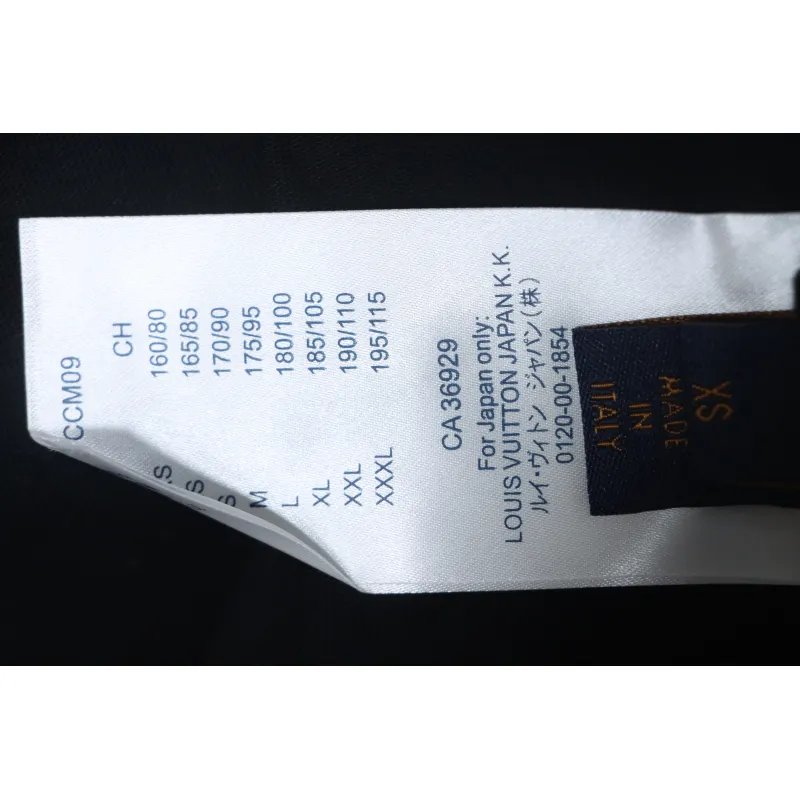 CCM09
CH
160/80
165/85
S 170/90
M 175/95
L 180/100
XL 185/105
XXL 190/110
XXXL 195/115
CA 36929
For Japan only:
LOUIS VUITTON JAPAN K.K.
ルイ・ヴィトン ジャパン(株)
0120-00-1854
XS
MADE
IN
ITALY